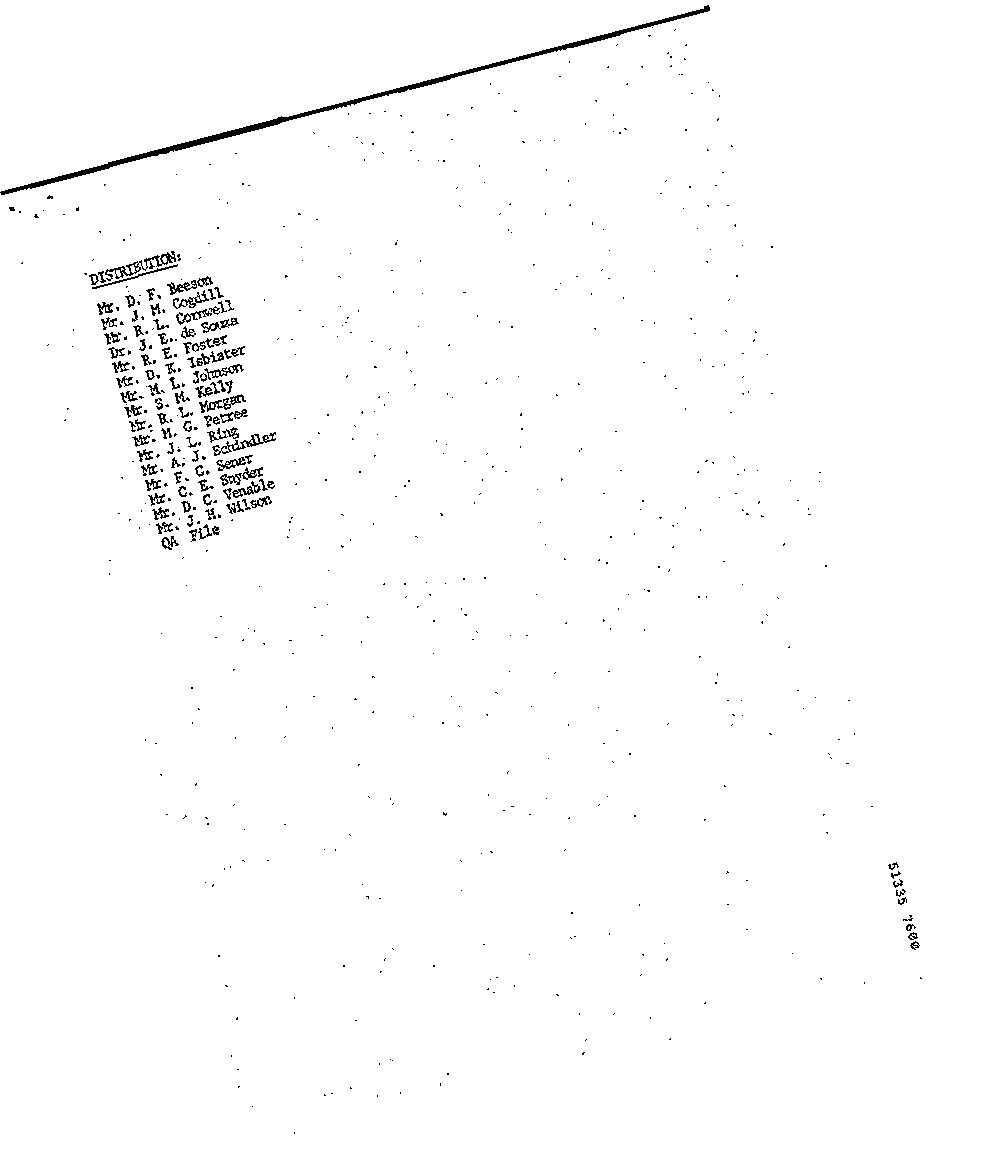 DISTRIBUTION:
Mr. D. F. Beeson
Mr. J. M. Cogdill
Mr. R. L. Cornwell
Dr. J. E. de Souza
Mr. R. E. Foster
Mr. D. K. Isbister
Mr. M. L. Johnson
Mr. S. M. Kelly
Mr. R. L. Morgan
Mr. M. G. Petree
Mr. J. L. Ring
Mr. A. J. Schindler
Mr. F. C. Sener
Mr. C. E. Snyder
Mr. D. C. Venable
Mr. J. H. Wilson
QA File
51335 7600